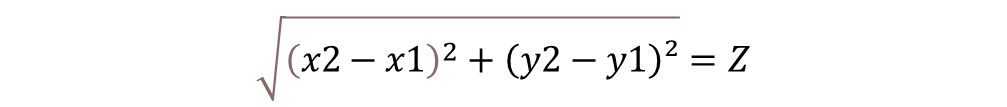 √(x2 − x1)² + (y2 − y1)² = Z